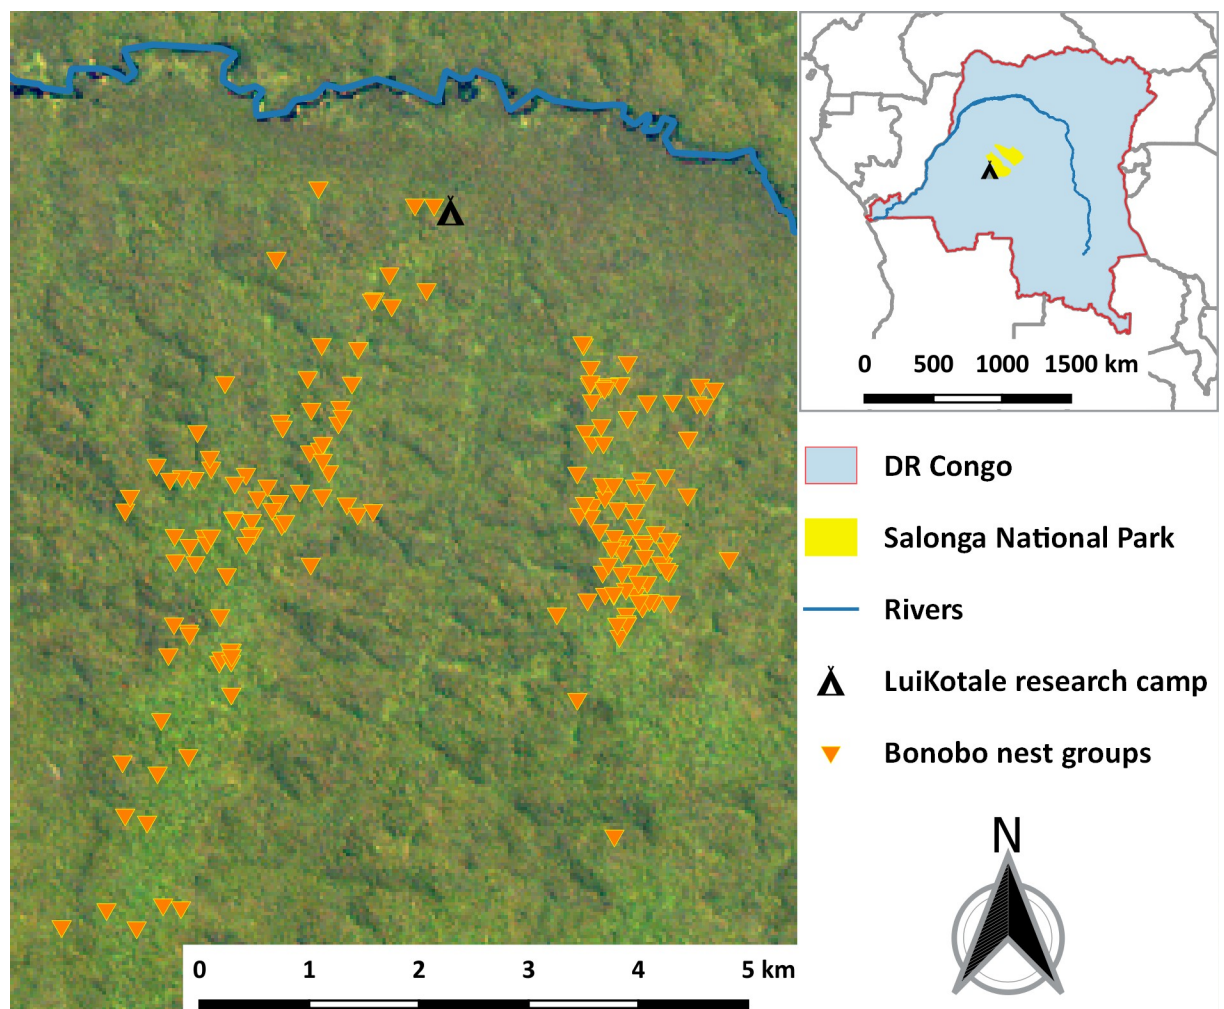 0 500 1000 1500 km
DR Congo
Salonga National Park
Rivers
LuiKotale research camp
Bonobo nest groups
N
0 1 2 3 4 5 km